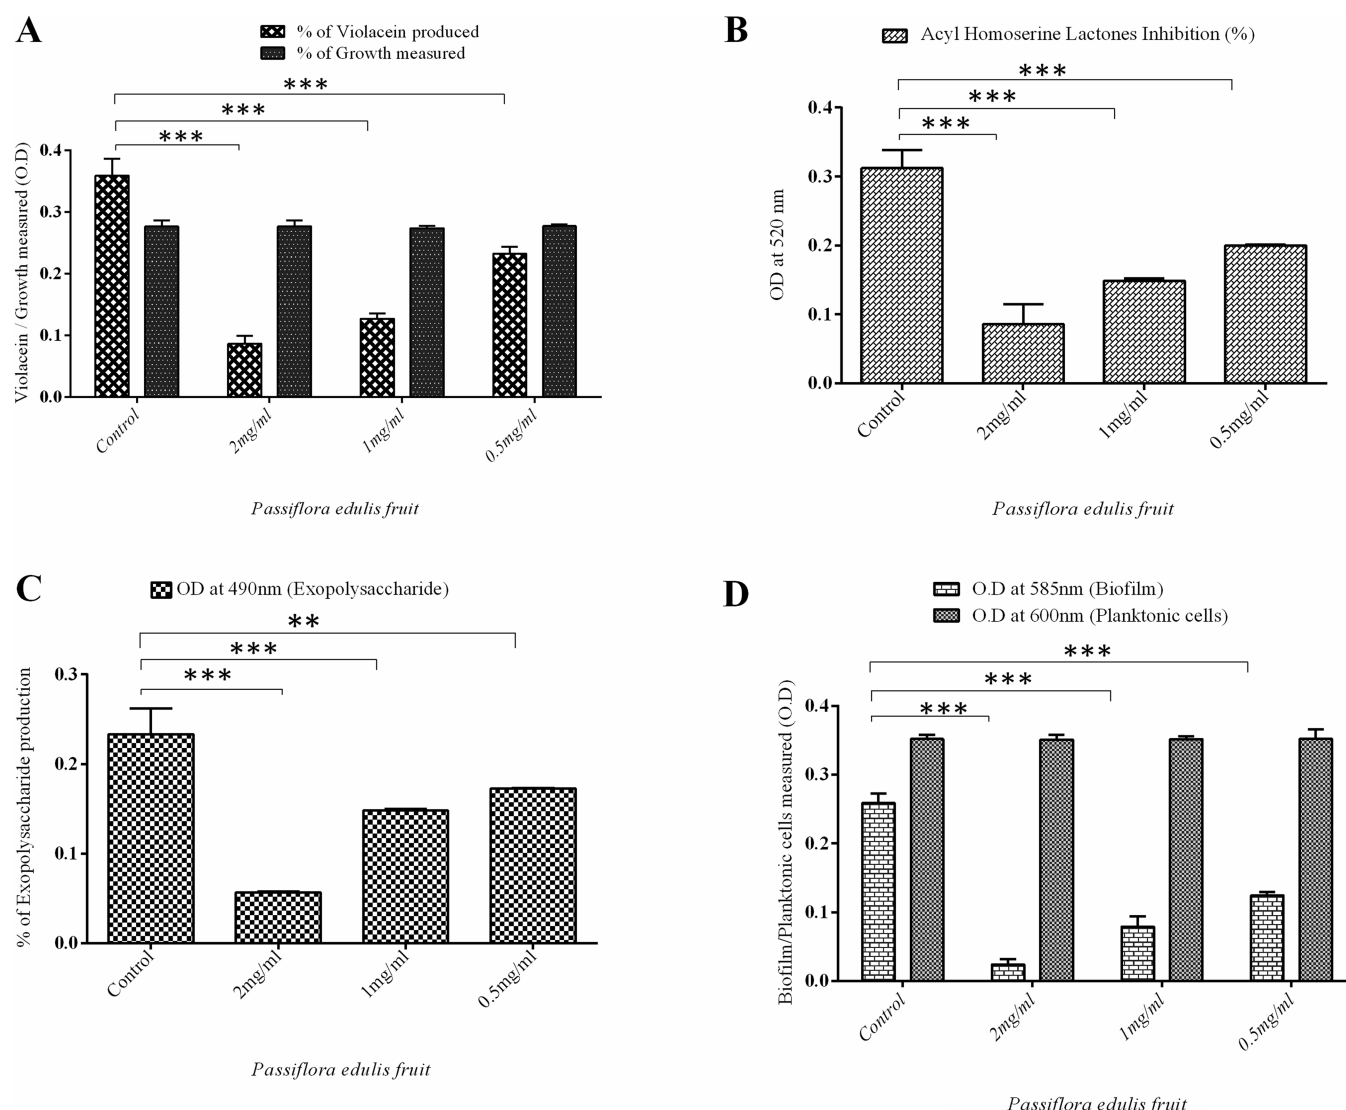 A
% of Violacein produced
% of Growth measured
***
***
***
Violacein / Growth measured (O.D)
0.4
0.3
0.2
0.1
0.0
Control
2mg/ml
1mg/ml
0.5mg/ml
Passiflora edulis fruit
B
Acyl Homoserine Lactones Inhibition (%)
***
***
***
OD at 520 nm
0.4
0.3
0.2
0.1
0.0
Control
2mg/ml
1mg/ml
0.5mg/ml
Passiflora edulis fruit
C
OD at 490nm (Exopolysaccharide)
**
***
***
% of Exopolysaccharide production
0.3
0.2
0.1
0.0
Control
2mg/ml
1mg/ml
0.5mg/ml
Passiflora edulis fruit
D
O.D at 585nm (Biofilm)
O.D at 600nm (Planktonic cells)
***
***
***
Biofilm/Planktonic cells measured (O.D)
0.4
0.3
0.2
0.1
0.0
Control
2mg/ml
1mg/ml
0.5mg/ml
Passiflora edulis fruit